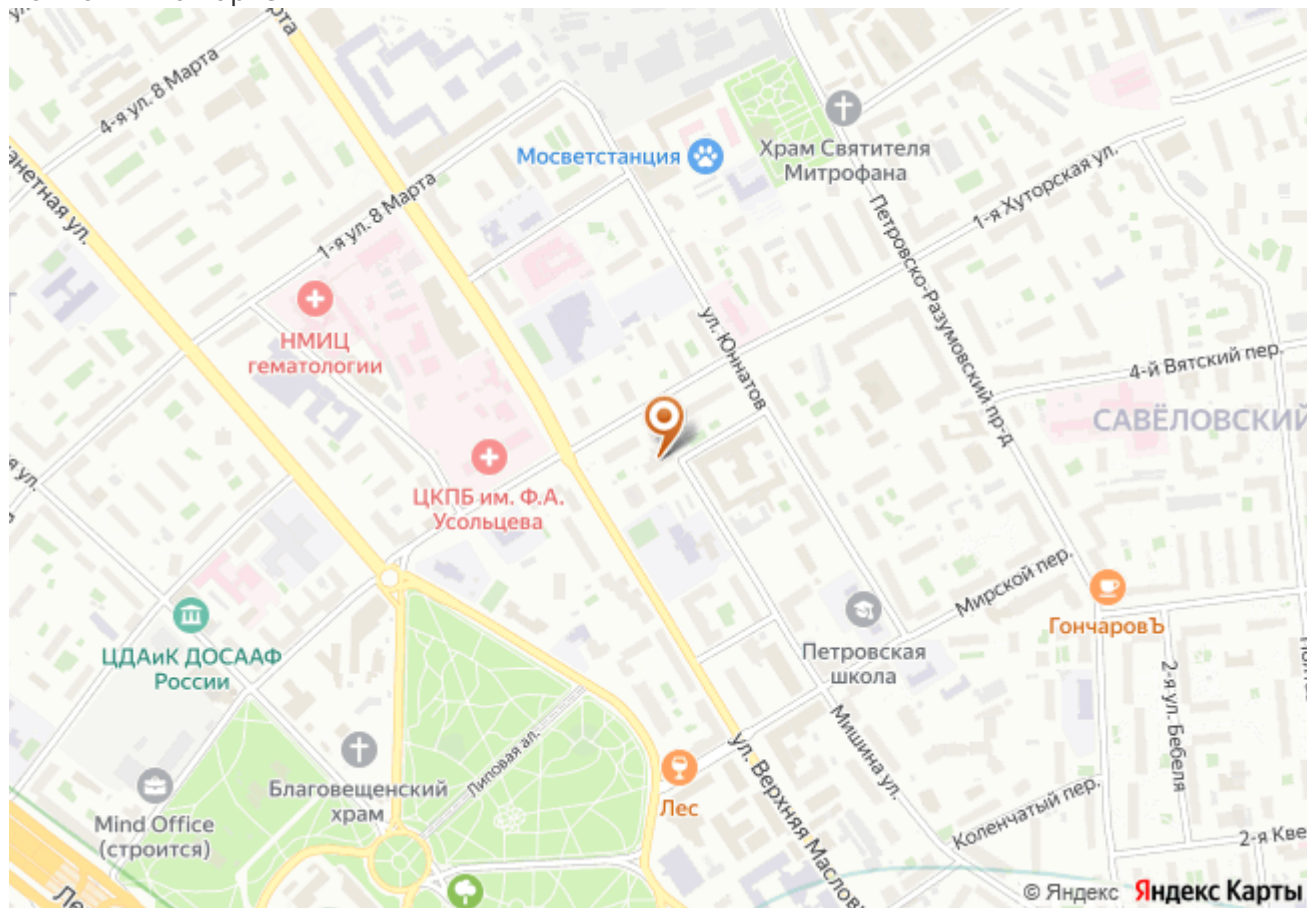 4-я ул. 8 Марта
Марта
Мосветстанция
Храм Святителя
Митрофана
1-я Хуторская ул.
1-я ул. 8 Марта
Петровско-Разумовский пр-д
ул. Юннатов
НМИЦ
гематологии
4-й Вятский пер.
САВЁЛОВСКИЙ
ЦКПБ им. Ф.А.
Усольцева
Мирской пер.
ГончаровЪ
ЦДАиК ДОСААФ
России
Петровская
школа
2-я ул. Бебеля
Липовая ал.
Мишина ул.
Благовещенский
храм
Лес
ул. Верхняя Маслов
Коленчатый пер.
Mind Office
(строится)
2-я Кве
© Яндекс Яндекс Карты